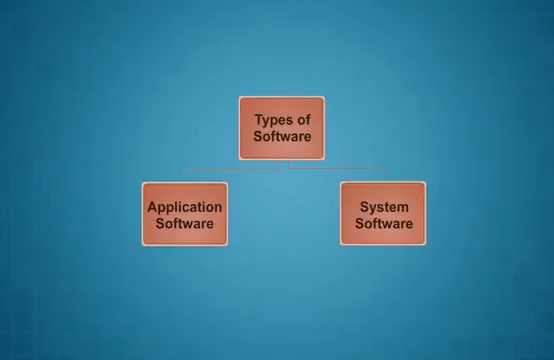 Types of
Software
Application
Software
System
Software